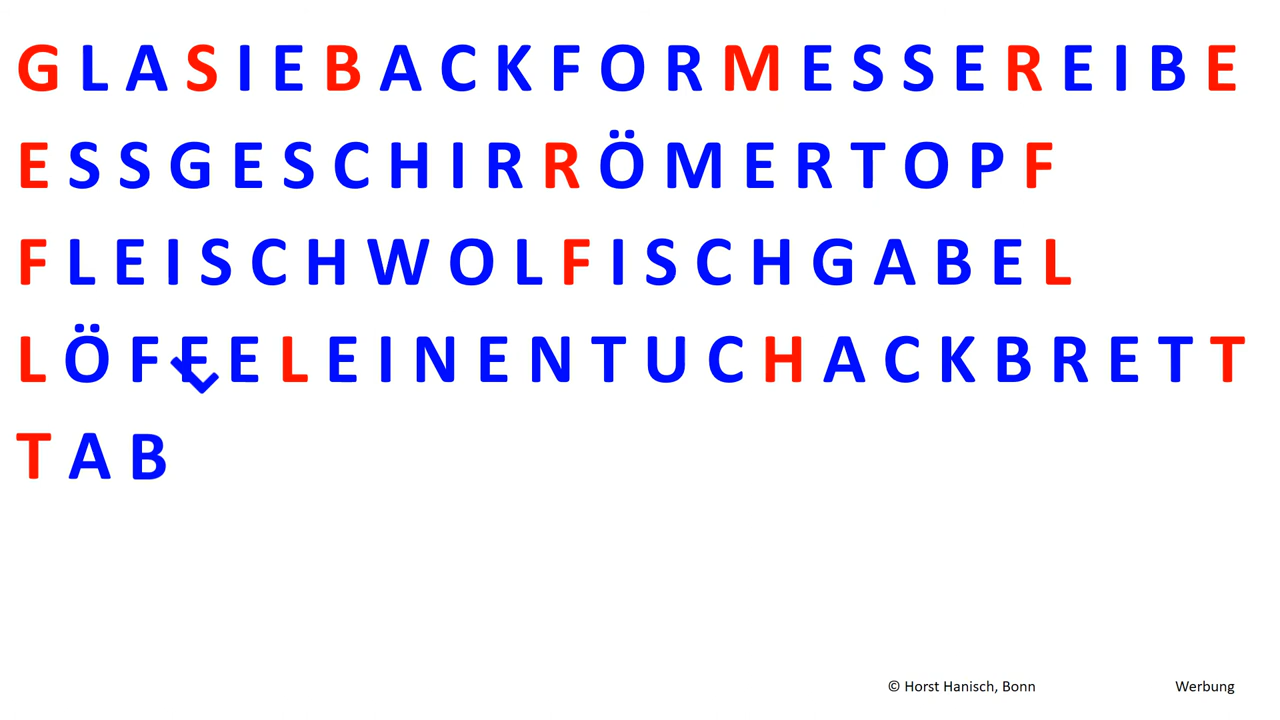 GLASIEBACKFORMESSEREIBE
ESSGESCHIRRÖMERTOPF
FLEISCHWOLFISCHGABEL
LÖFFELEINENTUCHACKBRETT
TAB
© Horst Hanisch, Bonn Werbung